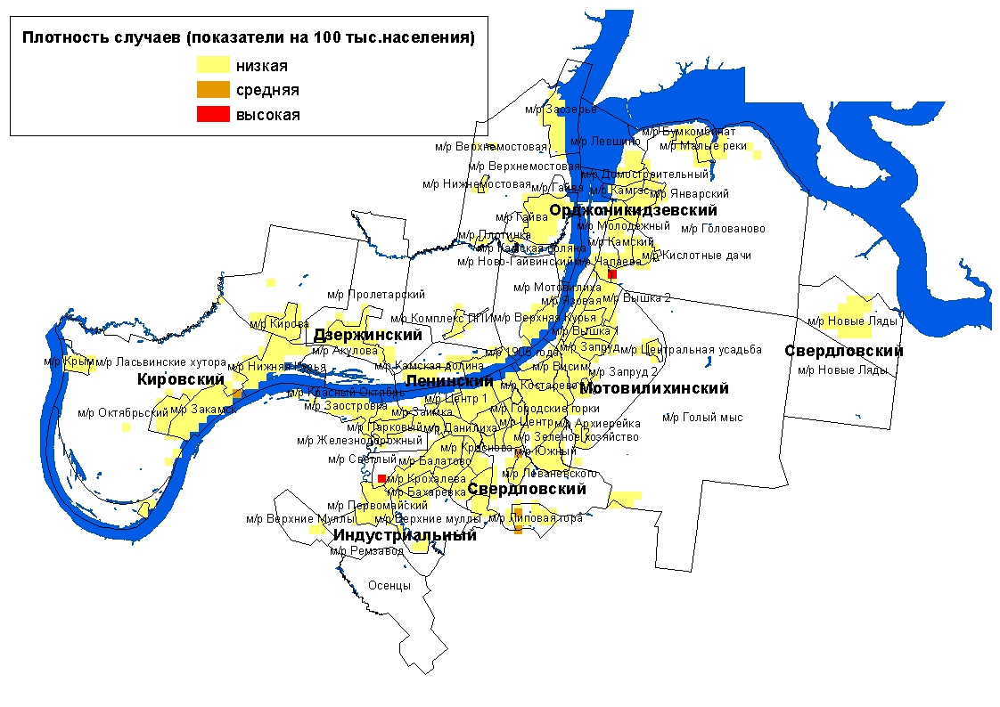 Плотность случаев (показатели на 100 тыс.населения)
низкая
средняя
высокая
м/р Заозерье
м/р Бумкомбинат
м/р Левшино
м/р Верхнемостовая
м/р Малые реки
м/р Верхнемостовая
м/р Домостроительный
м/р Нижнемостовая
м/р Гайва
м/р Камгэс
м/р Январский
Орджоникидзевский
м/р Гайва
м/р Молодежный
м/р Голованово
м/р Плотинка
м/р Камский
м/р Камская поляна
м/р Кислотные дачи
м/р Ново-Гайвинский
м/р Чапаева
м/р Мотовилиха
м/р Пролетарский
м/р Язовая
м/р Вышка 2
м/р Комплекс ППИ
м/р Верхняя Курья
м/р Новые Ляды
м/р Кирова
м/р Вышка 1
Дзержинский
м/р Акулова
м/р 1905 года
м/р Запруд
м/р Центральная усадьба
Свердловский
м/р Крым
м/р Ласьвинские хутора
м/р Нижняя Курья
м/р Камская долина
м/р Висим
м/р Запруд 2
м/р Новые Ляды
Кировский
Ленинский
м/р Костарева
Мотовилихинский
м/р Красный Октябрь
м/р Центр 1
м/р Заостровка
м/р Октябрьский
м/р Закамск
м/р Заимка
м/р Городские горки
м/р Голый мыс
м/р Парковый
м/р Данилиха
м/р Центр
м/р Архиерейка
м/р Железнодорожный
м/р Зеленое хозяйство
м/р Краснова
м/р Южный
м/р Светлый
м/р Балатово
м/р Леваневского
м/р Крохалева
м/р Бахаревка
Свердловский
м/р Первомайский
м/р Верхние Муллы
м/р Верхние муллы
м/р Липовая гора
Индустриальный
м/р Ремзавод
Осенцы